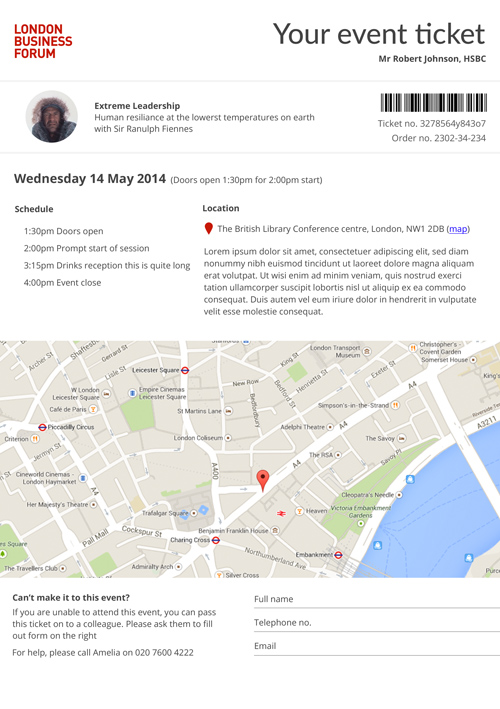 LONDON
BUSINESS
FORUM
Your event ticket
Mr Robert Johnson, HSBC
Extreme Leadership
Human resiliance at the lowest temperatures on earth
with Sir Ranulph Fiennes
Ticket no. 3278564y843o7
Order no. 2302-34-234
Wednesday 14 May 2014 (Doors open 1:30pm for 2:00pm start)
Schedule
1:30pm Doors open
2:00pm Prompt start of session
3:15pm Drinks reception this is quite long
4:00pm Event close
Location
The British Library Conference centre, London, NW1 2DB (map)
Lorem ipsum dolor sit amet, consectetuer adipiscing elit, sed diam
nonummy nibh euismod tincidunt ut laoreet dolore magna aliquam
erat volutpat. Ut wisi enim ad minim veniam, quis nostrud exerci
tation ullamcorper suscipit lobortis nisl ut aliquip ex ea commodo
consequat. Duis autem vel eum iriure dolor in hendrerit in vulputate
velit esse molestie consequat.
Archer St
Shaftesb
Gerrard St
Lisle St
Leicester Square
London Transport
Museum
Christopher's -
Covent Garden
Somerset House
King St
Henrietta St
Bedford St
Exeter St
A4
King's
New Row
Bedfordbury
W London
Leicester Square
Empire Cinemas
Leicester Square
Café de Paris
St Martins Lane
Simpson's-in-the-Strand
Riverside Te
A3211
Piccadilly Circus
Criterion
Jermyn St
London Coliseum
Adelphi Theatre
A4
The Savoy
Savoy Pl
Cineworld Cinemas -
London Haymarket
A400
The RSA
A4
A4
Cleopatra's Needle
Her Majesty's Theatre
Trafalgar Square
Heaven
Victoria Embankment
Gardens
Pall Mall
Cockspur St
Benjamin Franklin House
Charing Cross
es Square
Northumberland Ave
Embankment
The Travellers Club
Admiralty Arch
Silver Cross
Purce
Can't make it to this event?
If you are unable to attend this event, you can pass
this ticket on to a colleague. Please ask them to fill
out form on the right
For help, please call Amelia on 020 7600 4222
Full name
Telephone no.
Email